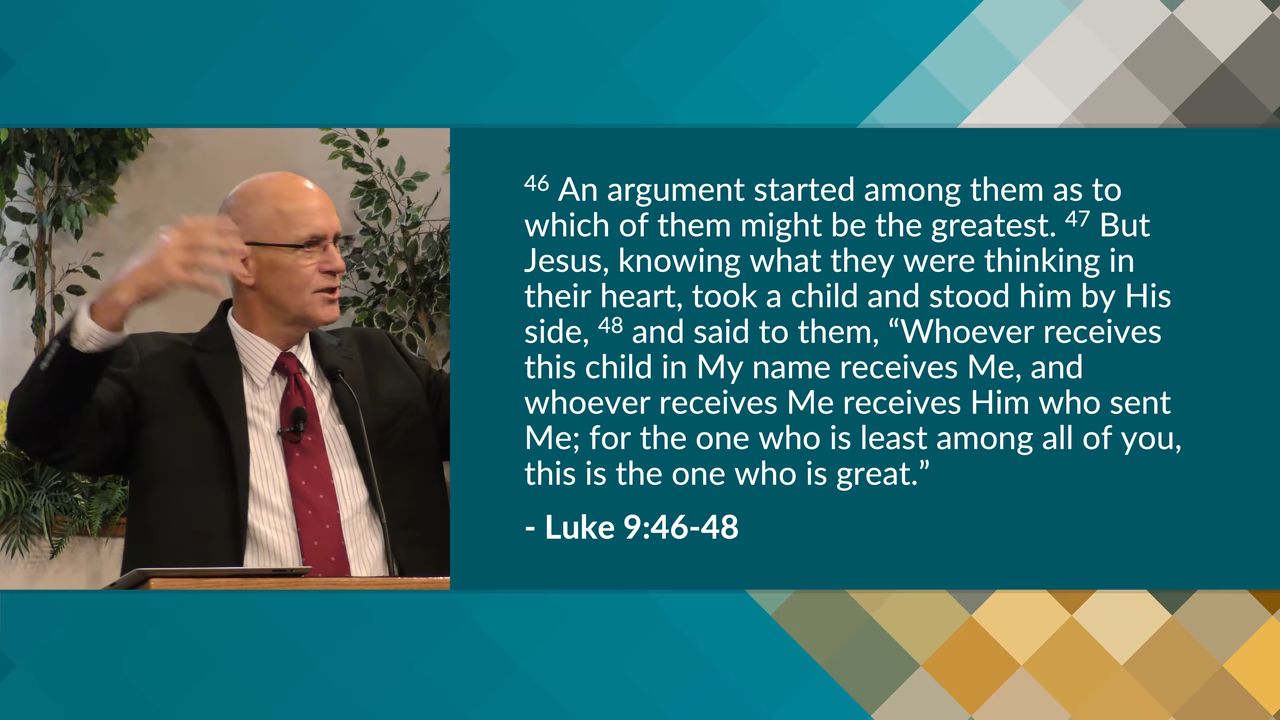 46 An argument started among them as to
which of them might be the greatest. 47 But
Jesus, knowing what they were thinking in
their heart, took a child and stood him by His
side, 48 and said to them, “Whoever receives
this child in My name receives Me, and
whoever receives Me receives Him who sent
Me; for the one who is least among all of you,
this is the one who is great.”
- Luke 9:46-48